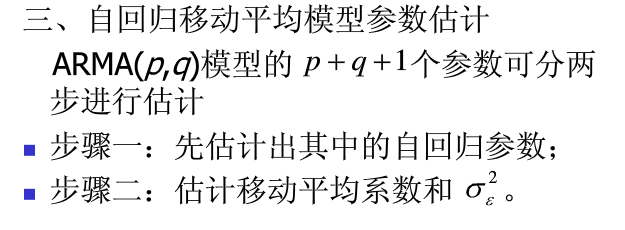 三、自回归移动平均模型参数估计
ARMA(p,q)模型的 p+q+1个参数可分两
步进行估计
■ 步骤一：先估计出其中的自回归参数；
■ 步骤二：估计移动平均系数和 σ_ε^2。